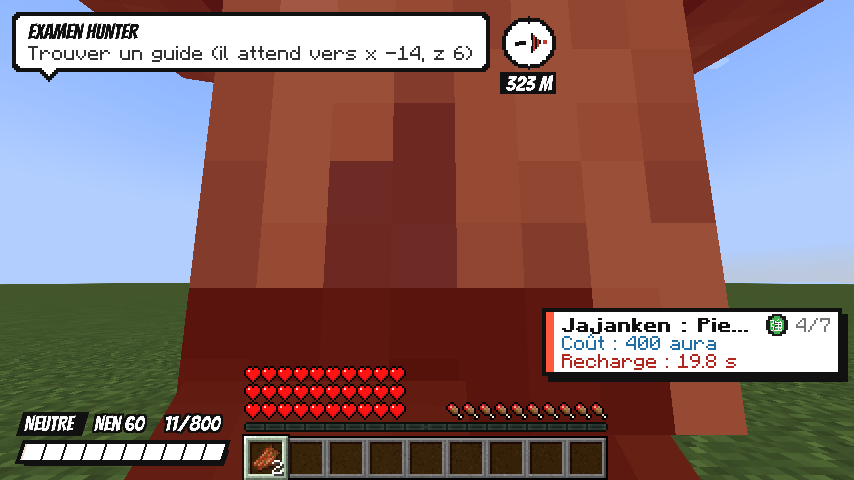 EXAMEN HUNTER
Trouver un guide (il attend vers x -14, z 6)
323 M
Jajanken : Pie... 4/7
Coût : 400 aura
Recharge : 19.8 s
NEUTRE NEN 60 11/800
2